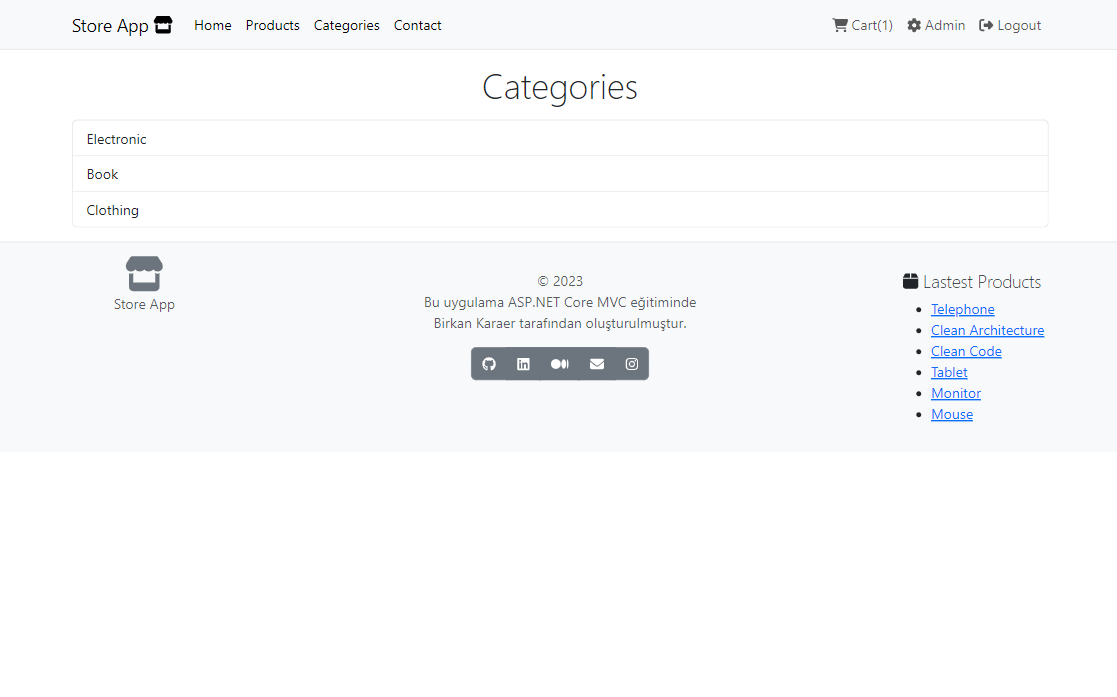 Store App
Home Products Categories Contact
Cart(1) Admin Logout
Categories
Electronic
Book
Clothing
Store App
© 2023
Bu uygulama ASP.NET Core MVC eğitiminde
Birkan Karaer tarafından oluşturulmuştur.
Lastest Products
Telephone
Clean Architecture
Clean Code
Tablet
Monitor
Mouse